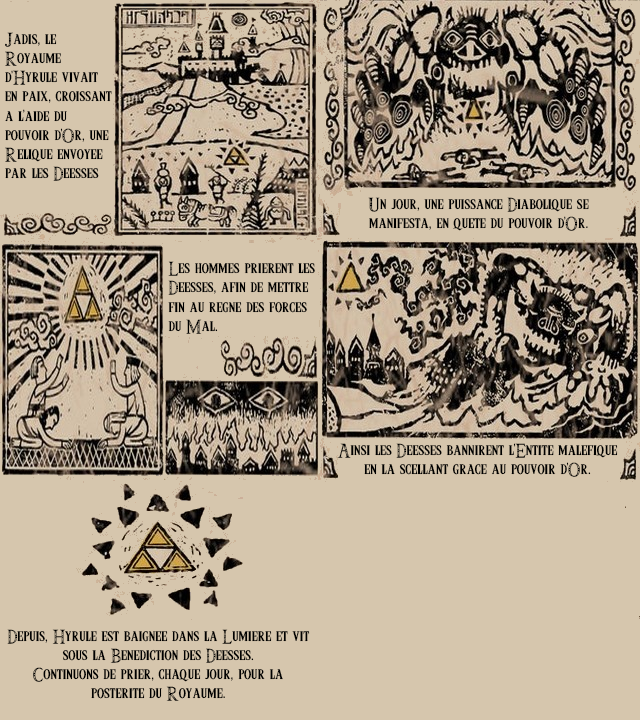 Jadis, le
Royaume
d'Hyrule vivait
en paix, croissant
a l'aide du
pouvoir d'Or, une
Relique envoyee
par les Deesses
Un jour, une puissance Diabolique se
manifesta, en quete du pouvoir d'Or.
Les hommes prierent les
Deesses, afin de mettre
fin au regne des forces
du Mal.
Ainsi les Deesses bannirent l'Entite malefique
en la scellant grace au pouvoir d'Or.
Depuis, Hyrule est baignee dans la Lumiere et vit
sous la Benediction des Deesses.
Continuons de prier, chaque jour, pour la
posterite du Royaume.